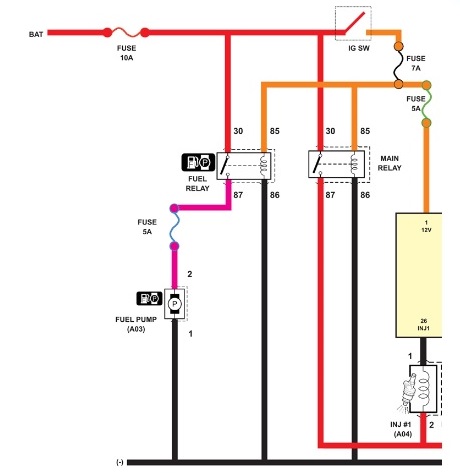 BAT
FUSE
10A
IG SW
FUSE
7A
FUSE
5A
30
85
30
85
P
FUEL
RELAY
MAIN
RELAY
87
86
87
86
FUSE
5A
1
12V
2
P
P
FUEL PUMP
(A03)
1
26
INJ1
1
INJ #1
(A04)
2
(-)